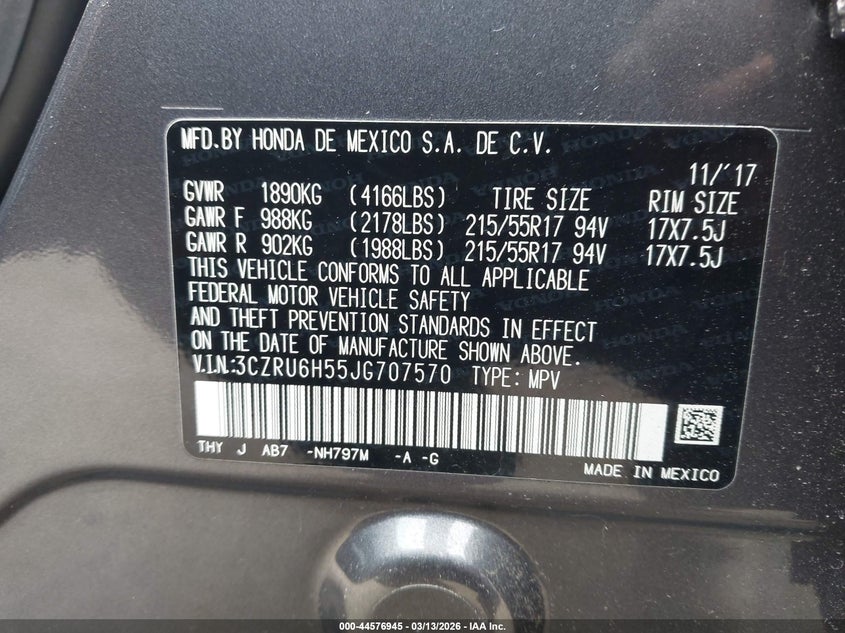 MFD.BY HONDA DE MEXICO S.A. DE C.V.
11/'17
GVWR 1890KG (4166LBS) TIRE SIZE RIM SIZE
GAWR F 988KG (2178LBS) 215/55R17 94V 17X7.5J
GAWR R 902KG (1988LBS) 215/55R17 94V 17X7.5J
THIS VEHICLE CONFORMS TO ALL APPLICABLE
FEDERAL MOTOR VEHICLE SAFETY
AND THEFT PREVENTION STANDARDS IN EFFECT
ON THE DATE OF MANUFACTURE SHOWN ABOVE.
V.I.N.:3CZRU6H55JG707570 TYPE: MPV
THY J AB7 -NH797M -A -G
MADE IN MEXICO
000-44576945 - 03/13/2026 - IAA Inc.